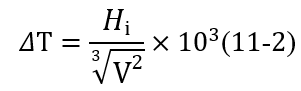 ΔT = H_i / ∛(V²) × 10³(11-2)